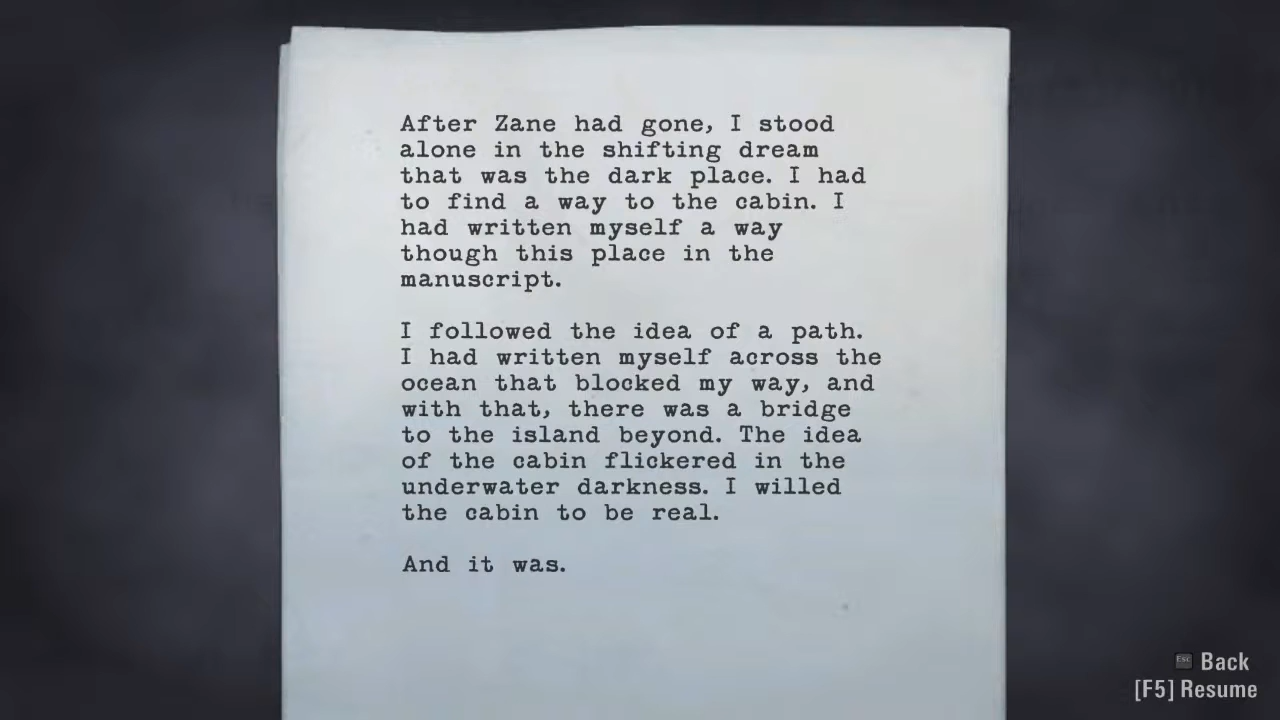 After Zane had gone, I stood
alone in the shifting dream
that was the dark place. I had
to find a way to the cabin. I
had written myself a way
though this place in the
manuscript.
I followed the idea of a path.
I had written myself across the
ocean that blocked my way, and
with that, there was a bridge
to the island beyond. The idea
of the cabin flickered in the
underwater darkness. I willed
the cabin to be real.
And it was.
Esc Back
[F5] Resume